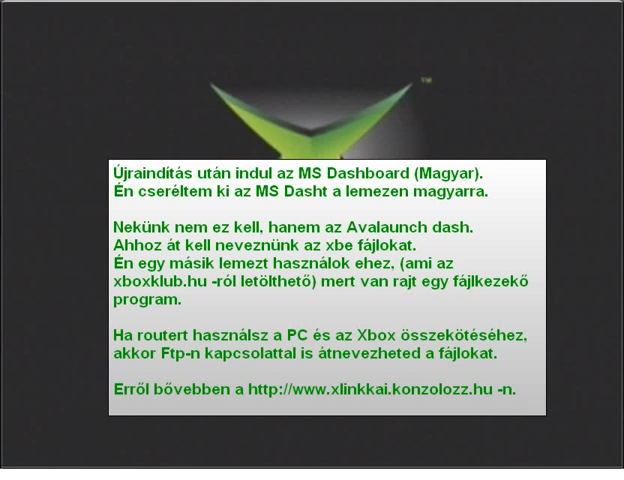 TM
Újraindítás után indul az MS Dashboard (Magyar).
Én cseréltem ki az MS Dasht a lemezen magyarra.
Nekünk nem ez kell, hanem az Avalaunch dash.
Ahhoz át kell neveznünk az xbe fájlokat.
Én egy másik lemezt használok ehez, (ami az
xboxklub.hu -ról letölthető) mert van rajt egy fájlkezekő
program.
Ha routert használsz a PC és az Xbox összekötéséhez,
akkor Ftp-n kapcsolattal is átnevezheted a fájlokat.
Erről bővebben a http://www.xlinkkai.konzolozz.hu -n.